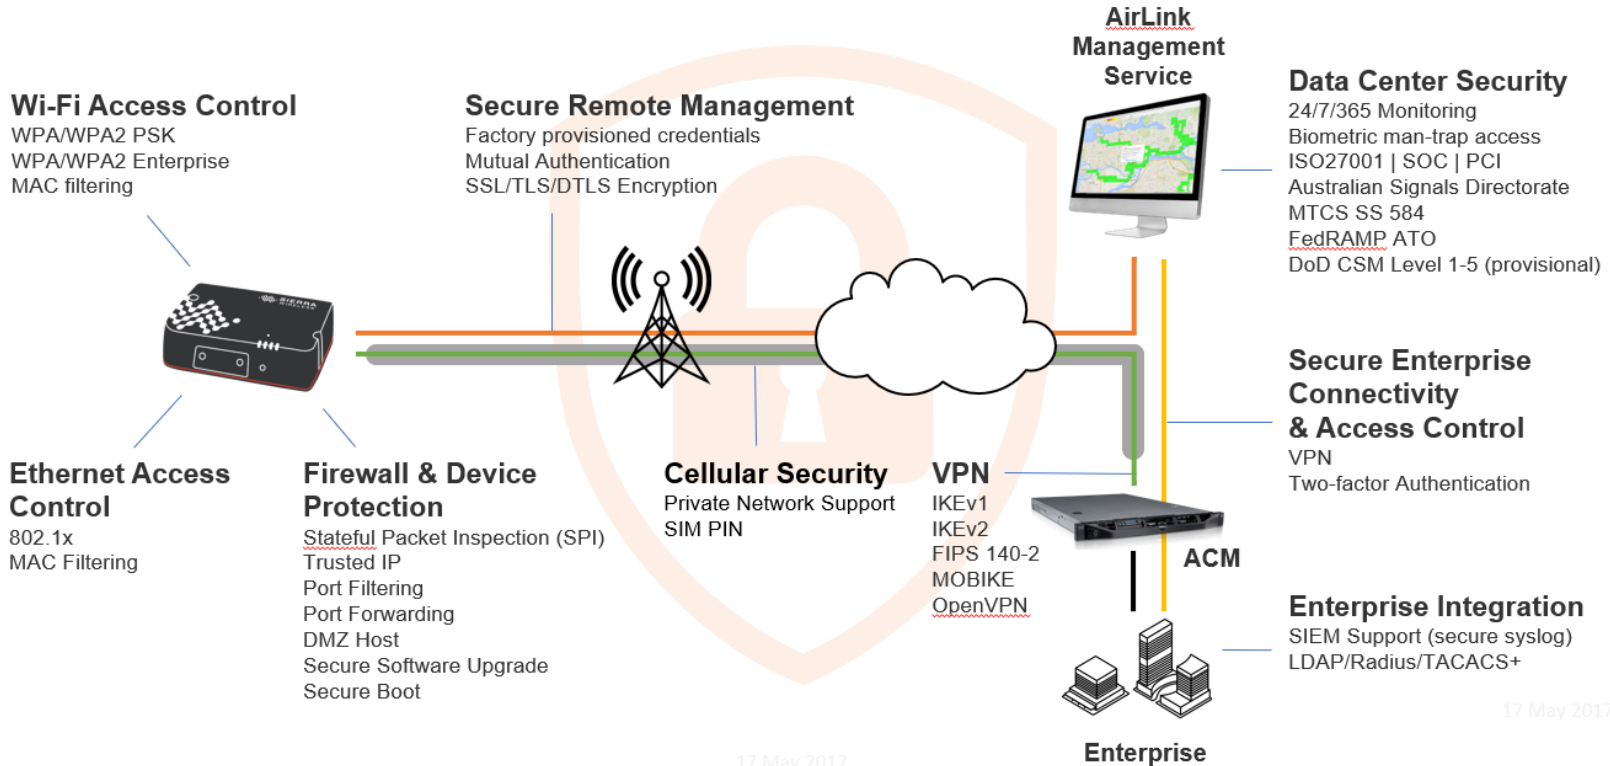 AirLink
Management
Service
Wi-Fi Access Control
WPA/WPA2 PSK
WPA/WPA2 Enterprise
MAC filtering
Secure Remote Management
Factory provisioned credentials
Mutual Authentication
SSL/TLS/DTLS Encryption
Data Center Security
24/7/365 Monitoring
Biometric man-trap access
ISO27001 | SOC | PCI
Australian Signals Directorate
MTCS SS 584
FedRAMP ATO
DoD CSM Level 1-5 (provisional)
SIERRA
WIRELESS
Secure Enterprise
Connectivity
& Access Control
VPN
Two-factor Authentication
Ethernet Access
Control
802.1x
MAC Filtering
Firewall & Device
Protection
Stateful Packet Inspection (SPI)
Trusted IP
Port Filtering
Port Forwarding
DMZ Host
Secure Software Upgrade
Secure Boot
Cellular Security
Private Network Support
SIM PIN
VPN
IKEv1
IKEv2
FIPS 140-2
MOBIKE
OpenVPN
ACM
Enterprise Integration
SIEM Support (secure syslog)
LDAP/Radius/TACACS+
Enterprise
17 May 2017
17 May 2017